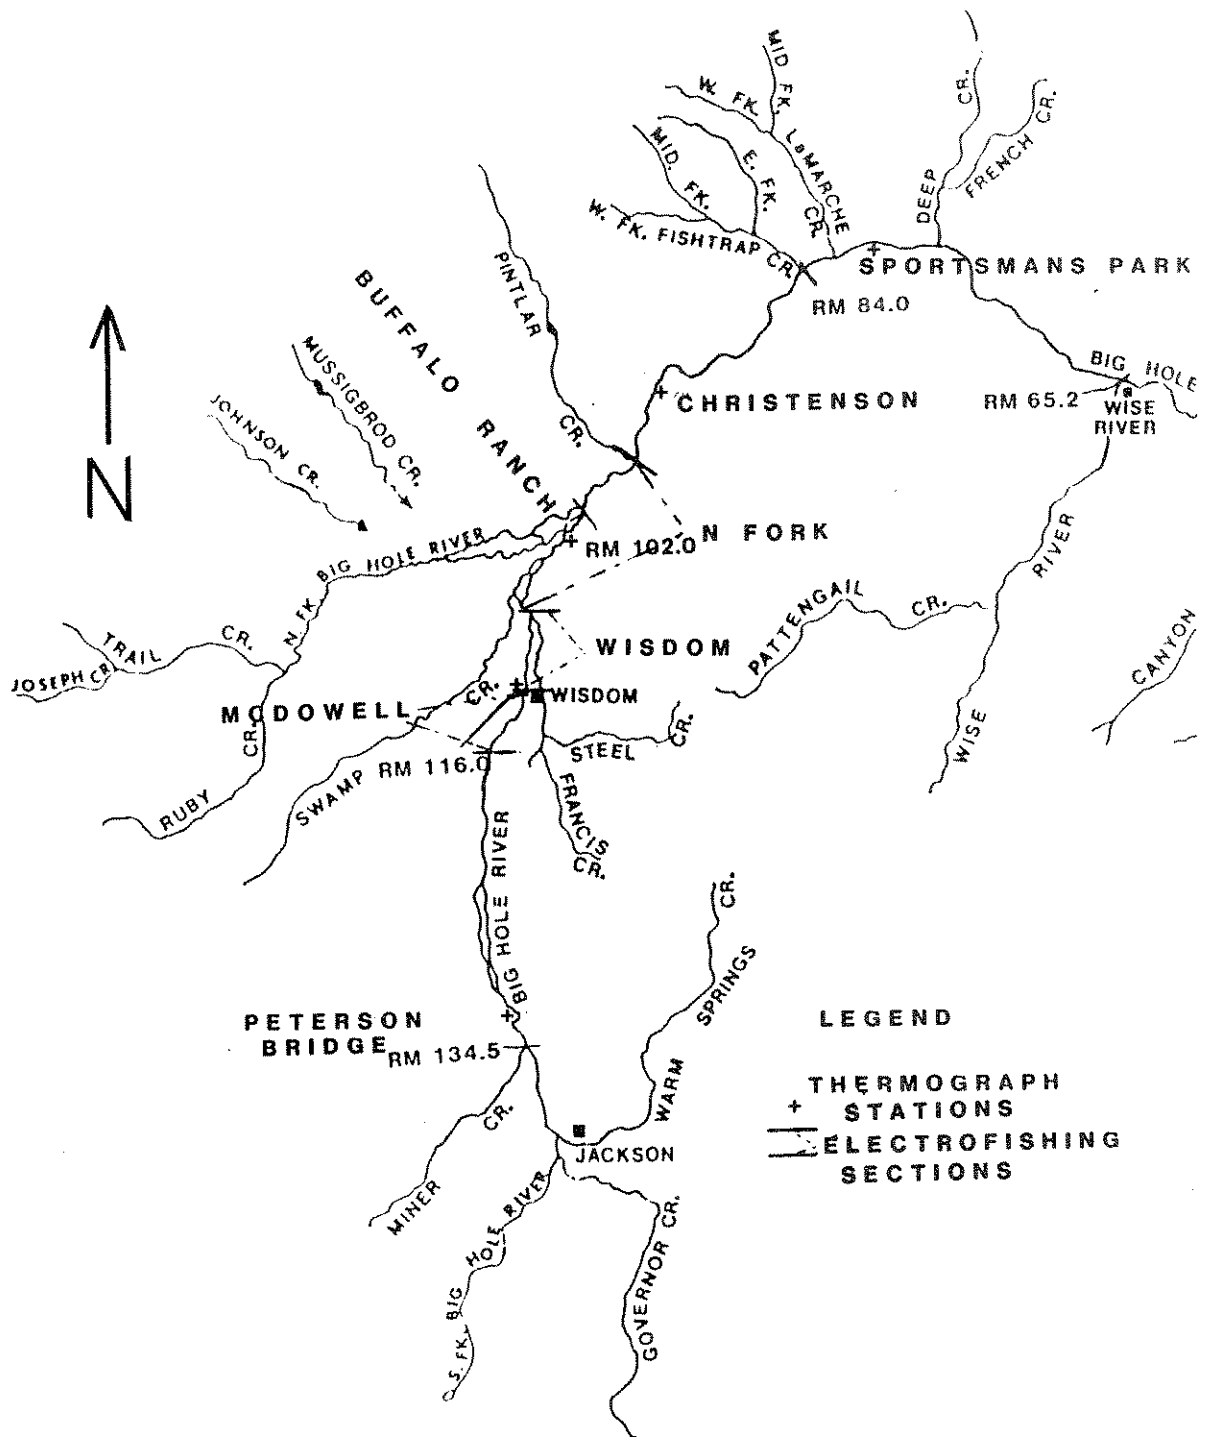 MID FK.
W. FK.
LaMARCHE
CR.
MID. FK.
E. FK.
W. FK. FISHTRAP CR.
DEEP CR.
FRENCH CR.
SPORTSMANS PARK
RM 84.0
PINTLAR CR.
BUFFALO RANCH
MUSSIGBROD CR.
JOHNSON CR.
N
CHRISTENSON
BIG HOLE
RM 65.2
WISE
RIVER
N FORK
RM 102.0
N. FK. BIG HOLE RIVER
TRAIL CR.
JOSEPH CR.
RUBY CR.
WISDOM
WISDOM
MCDOWELL
SWAMP CR.
RM 116.0
STEEL CR.
FRANCIS
CR.
PATTENGAIL CR.
WISE RIVER
CANYON
BIG HOLE RIVER
PETERSON
BRIDGE
RM 134.5
WARM SPRINGS CR.
MINER CR.
JACKSON
S. FK. BIG HOLE RIVER
GOVERNOR CR.
LEGEND
+ THERMOGRAPH
STATIONS
ELECTROFISHING
SECTIONS